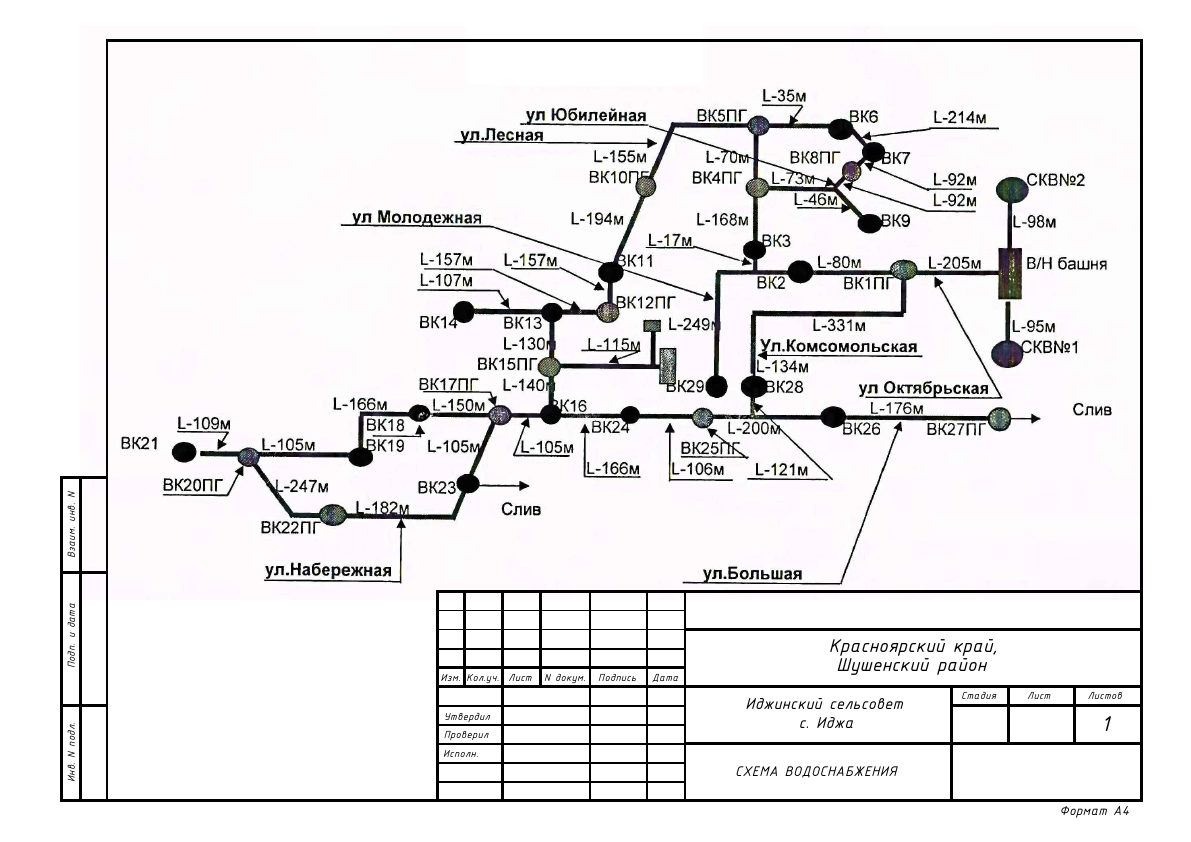 L-35м
ул Юбилейная
ВК5ПГ
ВК6
L-214м
ул.Лесная
L-155м
L-70м
ВК8ПГ
ВК7
ВК10ПГ
ВК4ПГ
L-73м
L-92м
СКВ№2
L-92м
L-46м
L-194м
L-168м
ВК9
L-98м
ул Молодежная
L-17м
ВК3
L-157м
L-157м
ВК11
L-80м
L-205м
В/Н башня
L-107м
ВК2
ВК1ПГ
ВК12ПГ
ВК14
ВК13
L-249м
L-331м
L-95м
L-130м
L-115м
Ул.Комсомольская
СКВ№1
ВК15ПГ
L-134м
ВК17ПГ
L-140м
ВК29
ВК28
ул Октябрьская
L-166м
L-150м
ВК16
L-176м
Слив
L-109м
ВК18
ВК24
L-200м
ВК26
ВК27ПГ
ВК21
L-105м
ВК19
L-105м
L-105м
ВК25ПГ
L-166м
L-106м
L-121м
ВК20ПГ
L-247м
ВК23
L-182м
Слив
ВК22ПГ
ул.Набережная
ул.Большая
Взаим. инв. N
Подп. и дата
Инв. N подл.
Красноярский край,
Шушенский район
Изм. Кол.уч. Лист N докум. Подпись Дата
Иджинский сельсовет
с. Иджа
Стадия Лист Листов
1
Утвердил
Проверил
Исполн.
СХЕМА ВОДОСНАБЖЕНИЯ
Формат А4